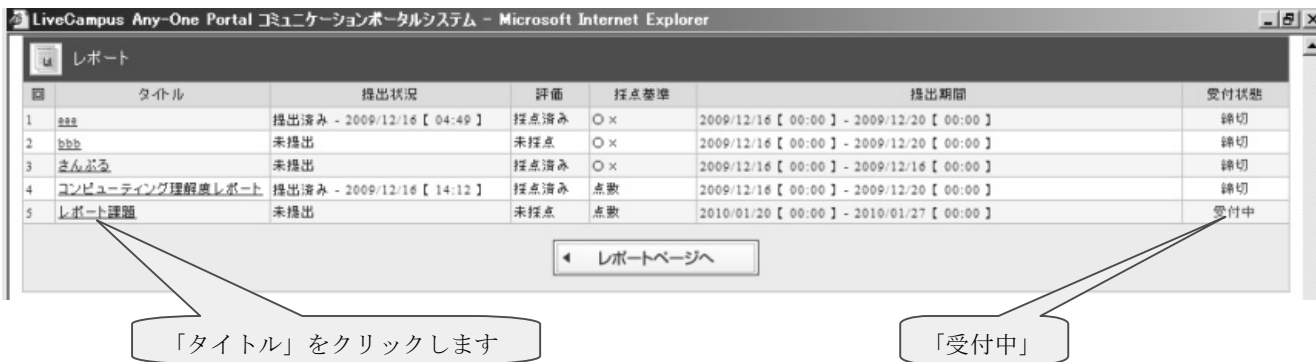 LiveCampus Any-One Portal コミュニケーションポータルシステム - Microsoft Internet Explorer
レポート
回 タイトル 提出状況 評価 採点基準 提出期間 受付状態
1 aaa 提出済み - 2009/12/16【 04:49 】 採点済み ○× 2009/12/16【 00:00 】 - 2009/12/20【 00:00 】 締切
2 bbb 未提出 未採点 ○× 2009/12/16【 00:00 】 - 2009/12/20【 00:00 】 締切
3 さんぷる 未提出 採点済み ○× 2009/12/16【 00:00 】 - 2009/12/16【 00:00 】 締切
4 コンピューティング理解度レポート 提出済み - 2009/12/16【 14:12 】 採点済み 点数 2009/12/16【 00:00 】 - 2009/12/20【 00:00 】 締切
5 レポート課題 未提出 未採点 点数 2010/01/20【 00:00 】 - 2010/01/27【 00:00 】 受付中
レポートページへ
「タイトル」をクリックします
「受付中」